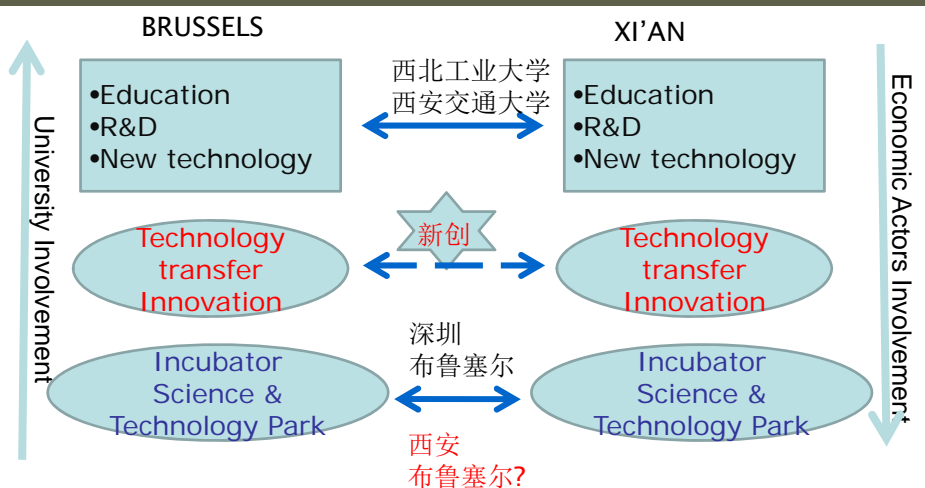 BRUSSELS
XI'AN
University Involvement
•Education
•R&D
•New technology
西北工业大学
西安交通大学
•Education
•R&D
•New technology
Economic Actors Involvement
Technology
transfer
Innovation
新创
Technology
transfer
Innovation
Incubator
Science &
Technology Park
深圳
布鲁塞尔
西安
布鲁塞尔?
Incubator
Science &
Technology Park